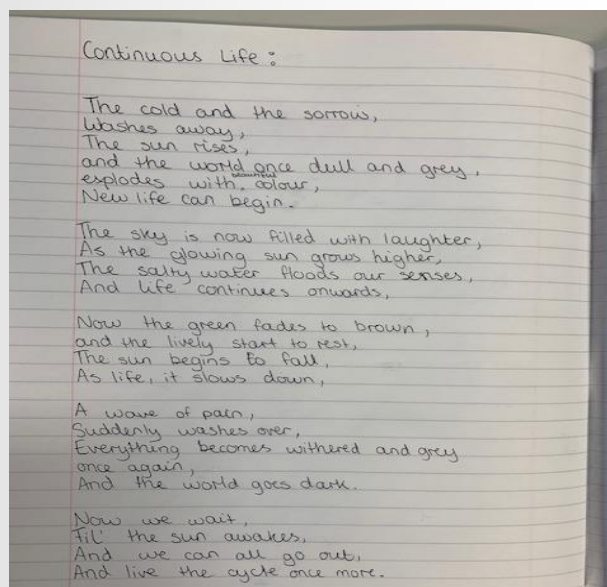 Continuous Life:
The cold and the sorrow,
Washes away,
The sun rises,
and the world once dull and grey,
esplodes with beautiful colour,
New life can begin.
The sky is now filled with laughter,
As the glowing sun grows higher,
The salty water floods our senses,
And life continues onwards,
Now the green fades to brown,
and the lively start to rest,
The sun begins to fall,
As life, it slows down,
A wave of pain,
Suddenly washes over,
Everything becomes withered and grey
once again,
And the world goes dark.
Now we wait,
Til' the sun awakes,
And we can all go out,
And live the cycle once more.